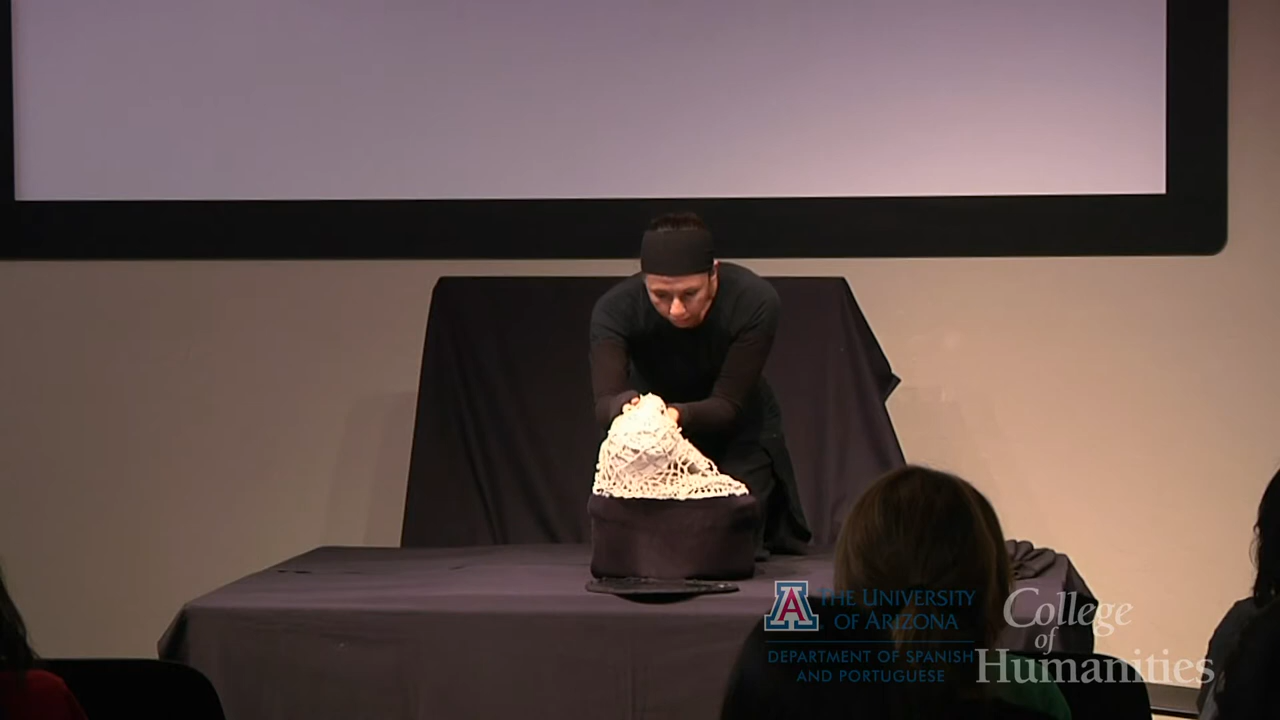 THE UNIVERSITY
OF ARIZONA
DEPARTMENT OF SPANISH
AND PORTUGUESE
College
of
Humanities